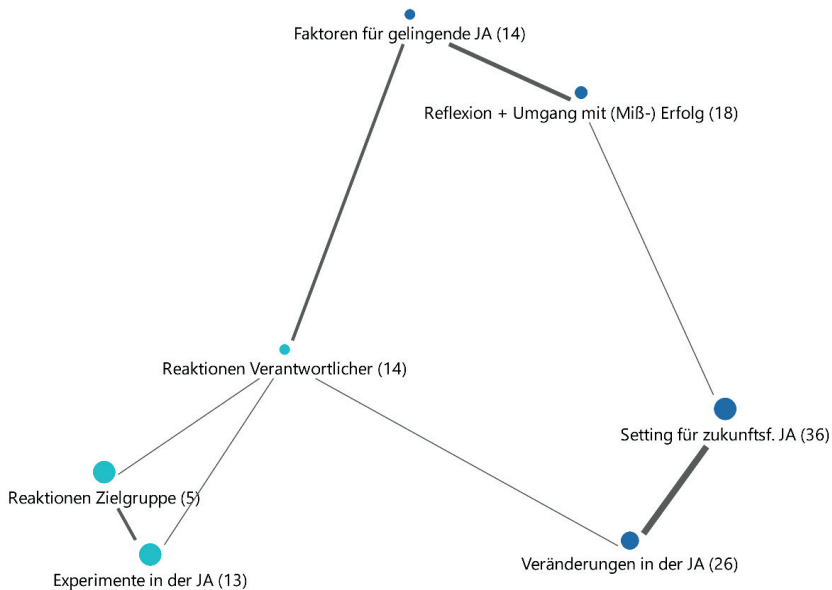 Faktoren für gelingende JA (14)
Reflexion + Umgang mit (Miß-) Erfolg (18)
Reaktionen Verantwortlicher (14)
Setting für zukunftsf. JA (36)
Reaktionen Zielgruppe (5)
Veränderungen in der JA (26)
Experimente in der JA (13)